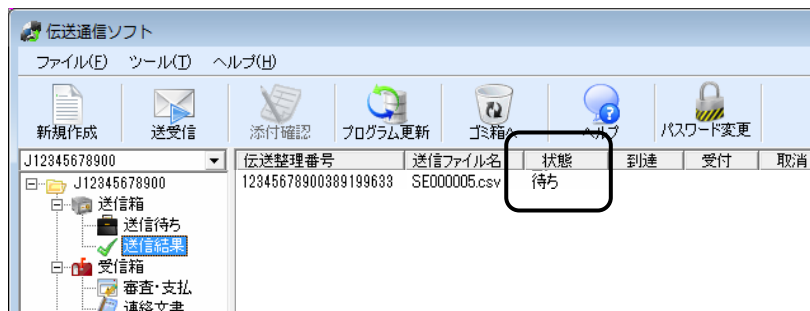 伝送通信ソフト
ファイル(F) ツール(T) ヘルプ(H)
新規作成 送受信 添付確認 プログラム更新 ゴミ箱へ ヘルプ パスワード変更
J12345678900 伝送整理番号 送信ファイル名 状態 到達 受付 取消
J12345678900 12345678900389199633 SE000005.csv 待ち
送信箱
送信待ち
送信結果
受信箱
審査・支払
連絡文書